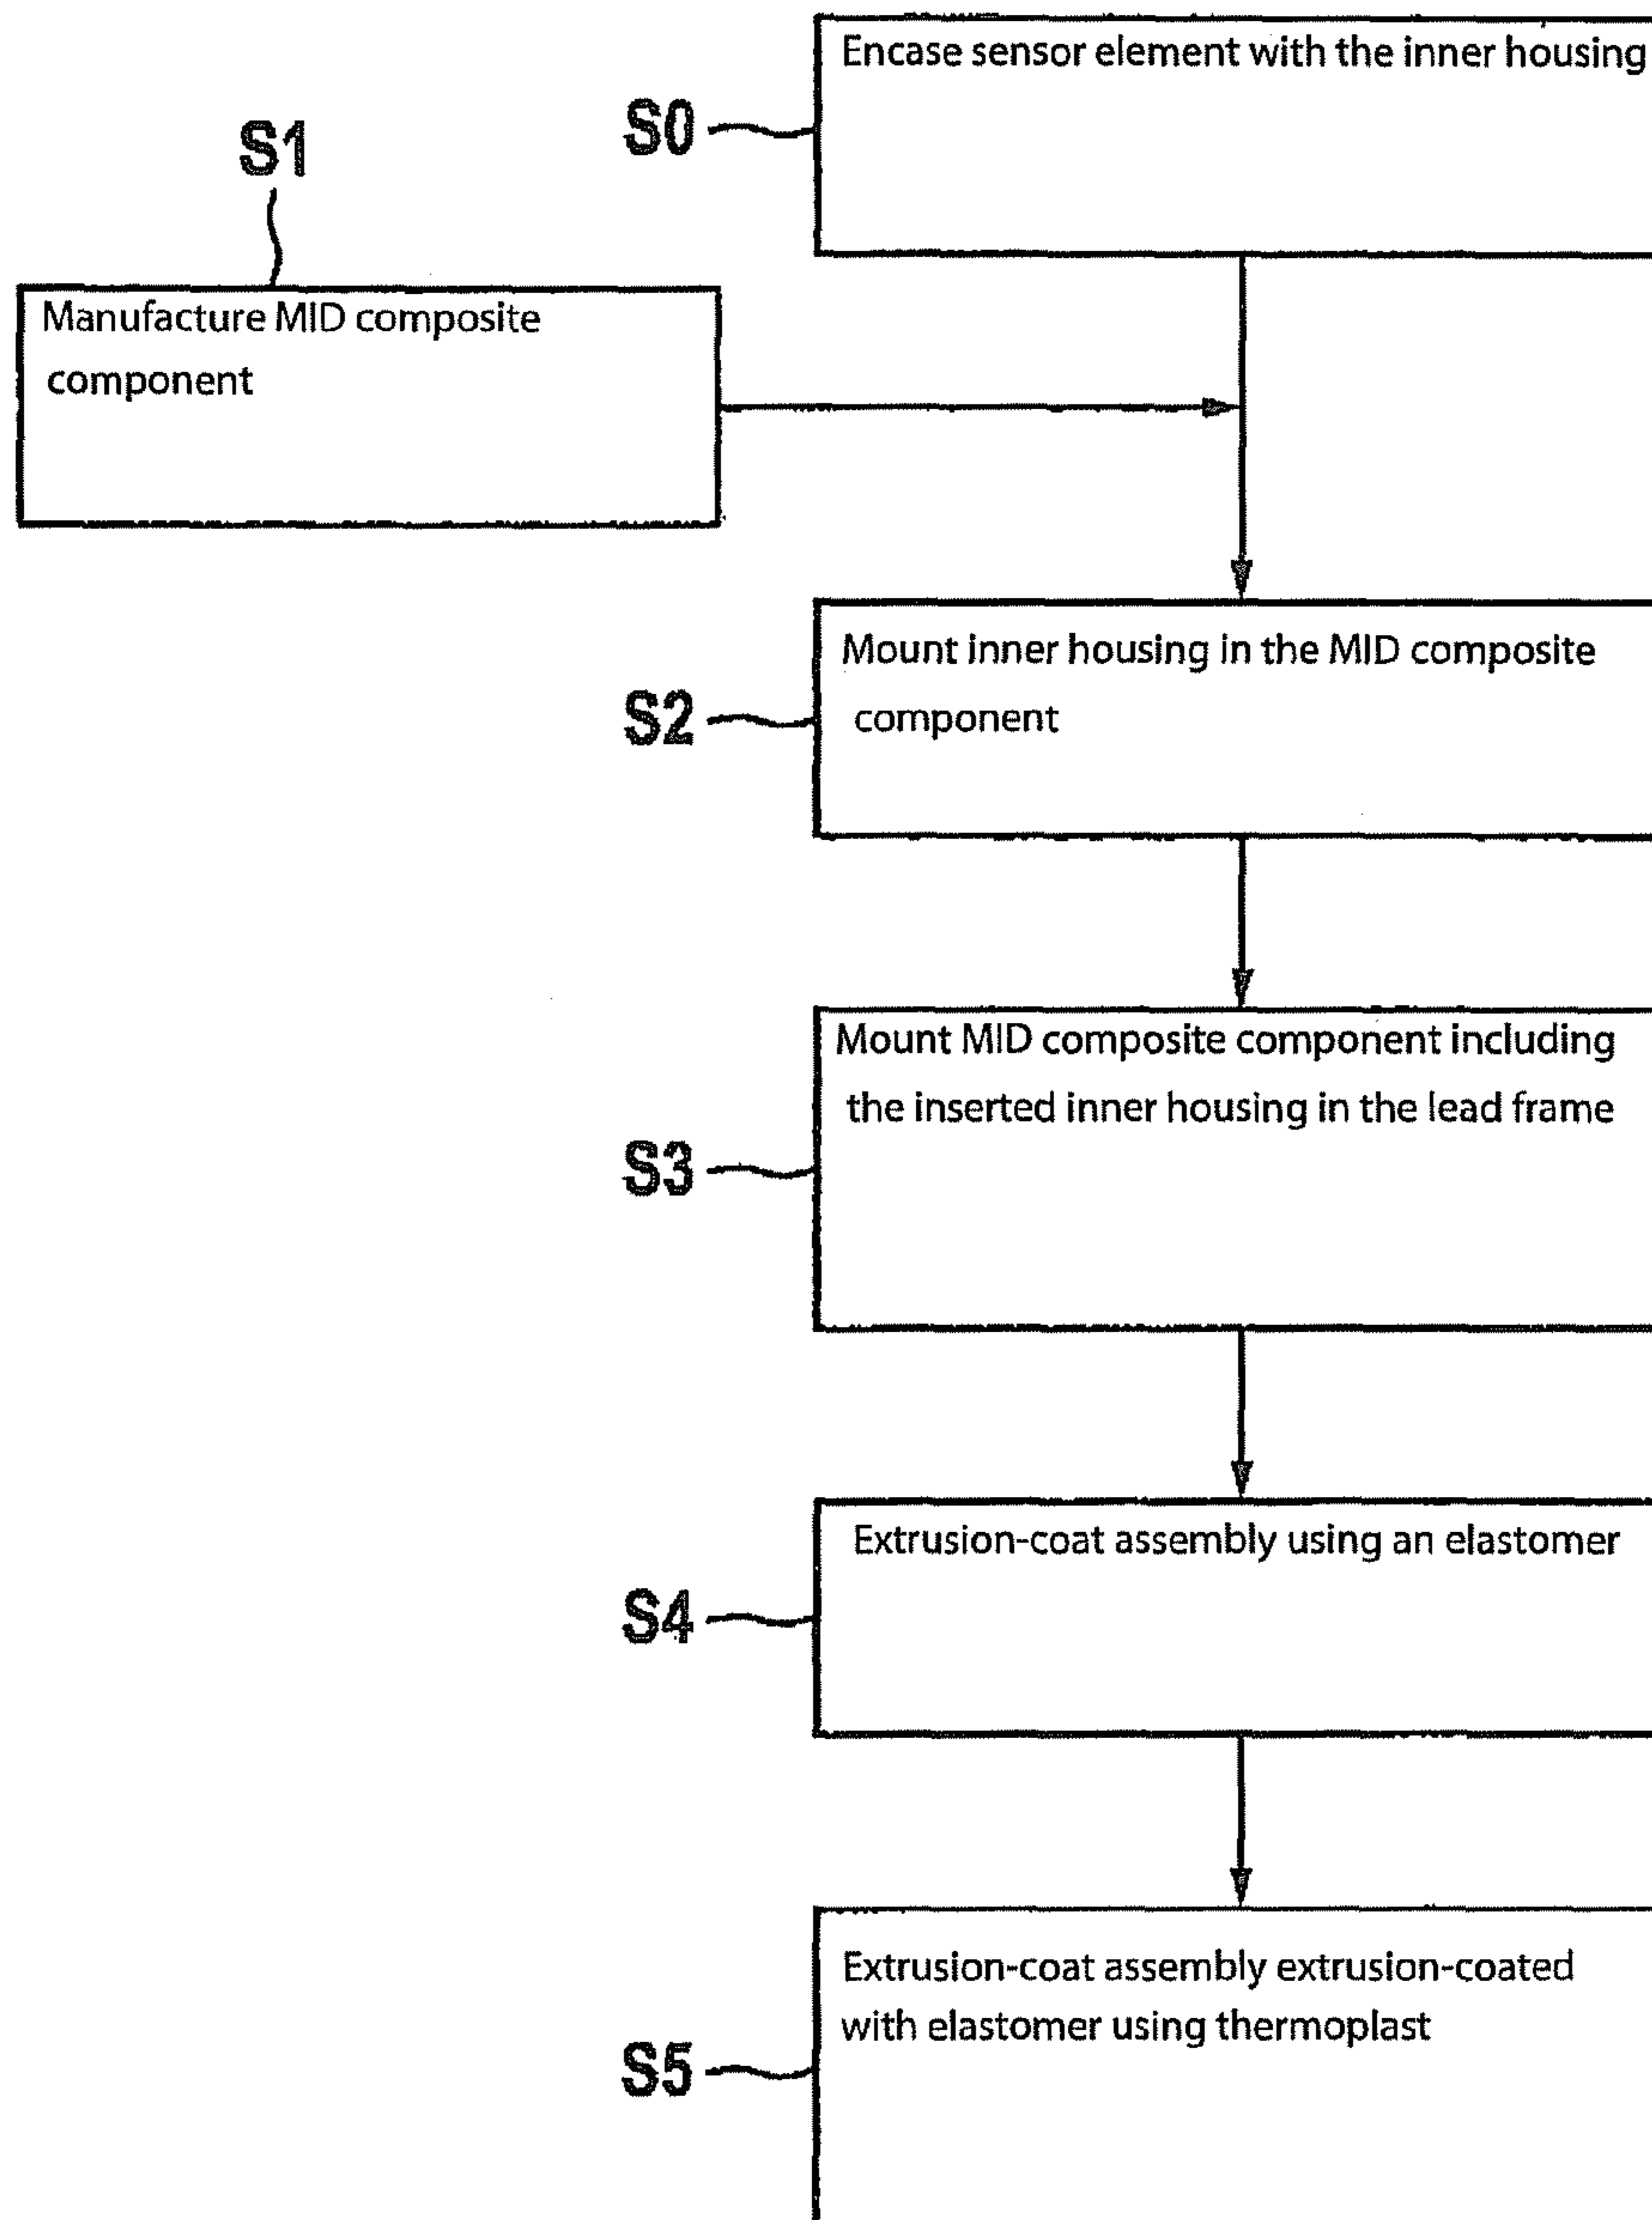 Encase sensor element with the inner housing
S0
S1
Manufacture MID composite
component
Mount inner housing in the MID composite
component
S2
Mount MID composite component including
the inserted inner housing in the lead frame
S3
Extrusion-coat assembly using an elastomer
S4
Extrusion-coat assembly extrusion-coated
with elastomer using thermoplast
S5